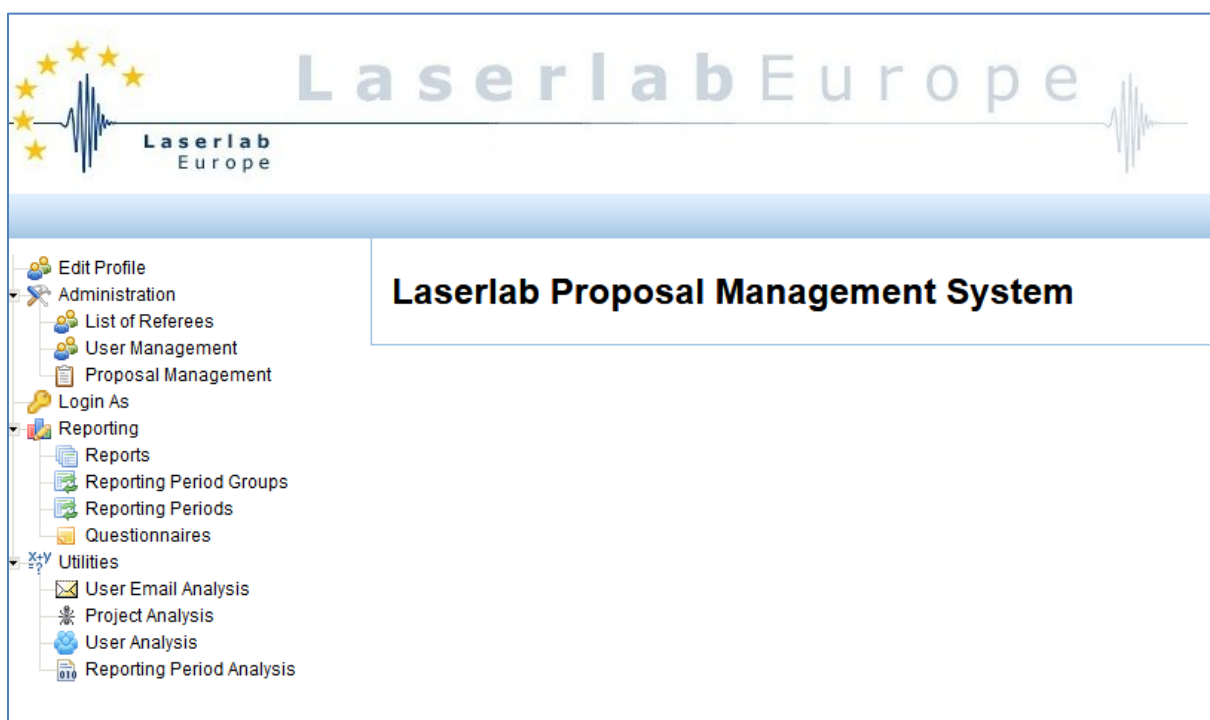 LaserlabEurope
Laserlab
Europe
Edit Profile
Administration
List of Referees
User Management
Proposal Management
Login As
Reporting
Reports
Reporting Period Groups
Reporting Periods
Questionnaires
X+Y
=?
Utilities
User Email Analysis
Project Analysis
User Analysis
010
Reporting Period Analysis
Laserlab Proposal Management System